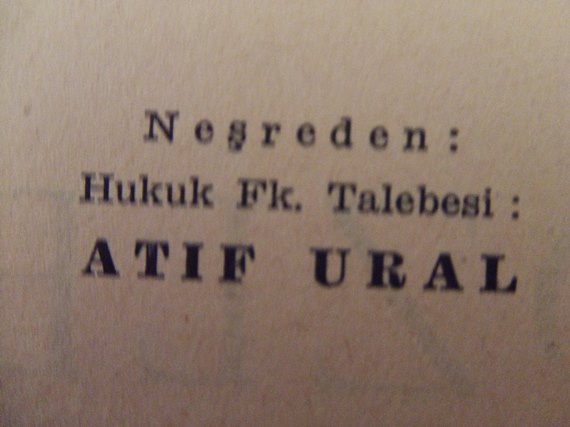 Neşreden:
Hukuk Fk. Talebesi :
ATIF URAL